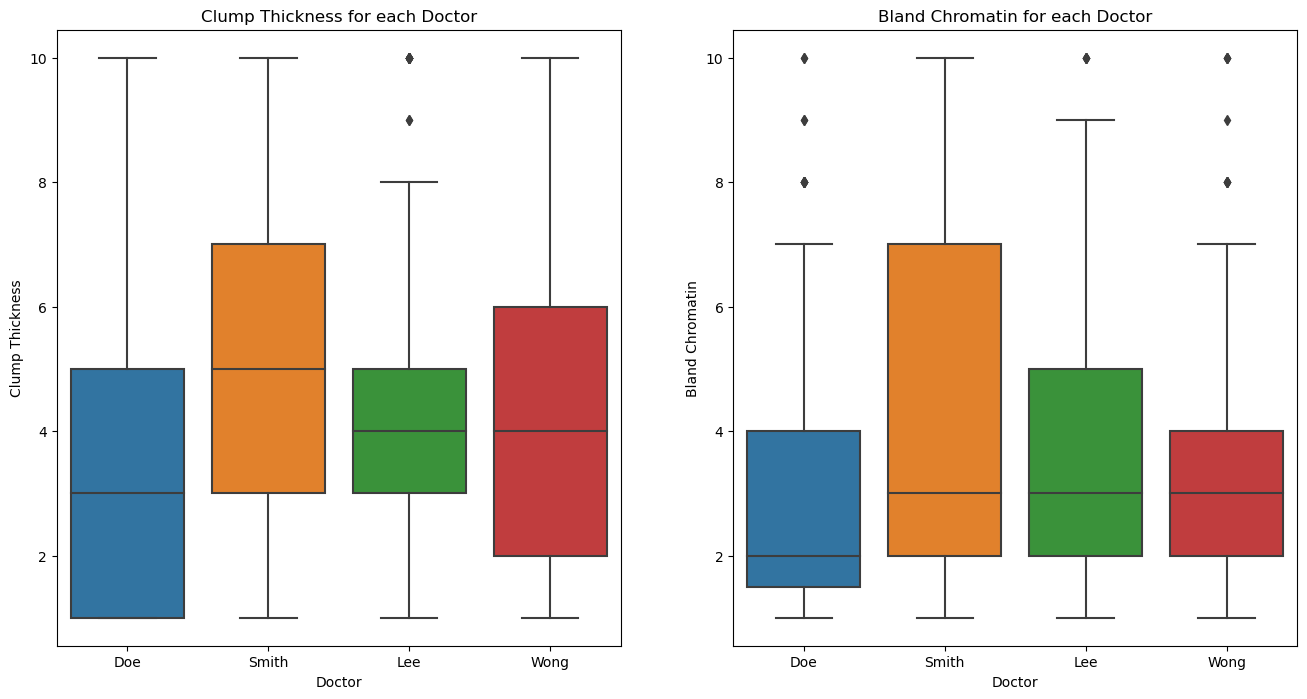 Clump Thickness for each Doctor
10
8
6
4
2
Clump Thickness
Doe
Smith
Lee
Wong
Doctor
Bland Chromatin for each Doctor
10
8
6
4
2
Bland Chromatin
Doe
Smith
Lee
Wong
Doctor